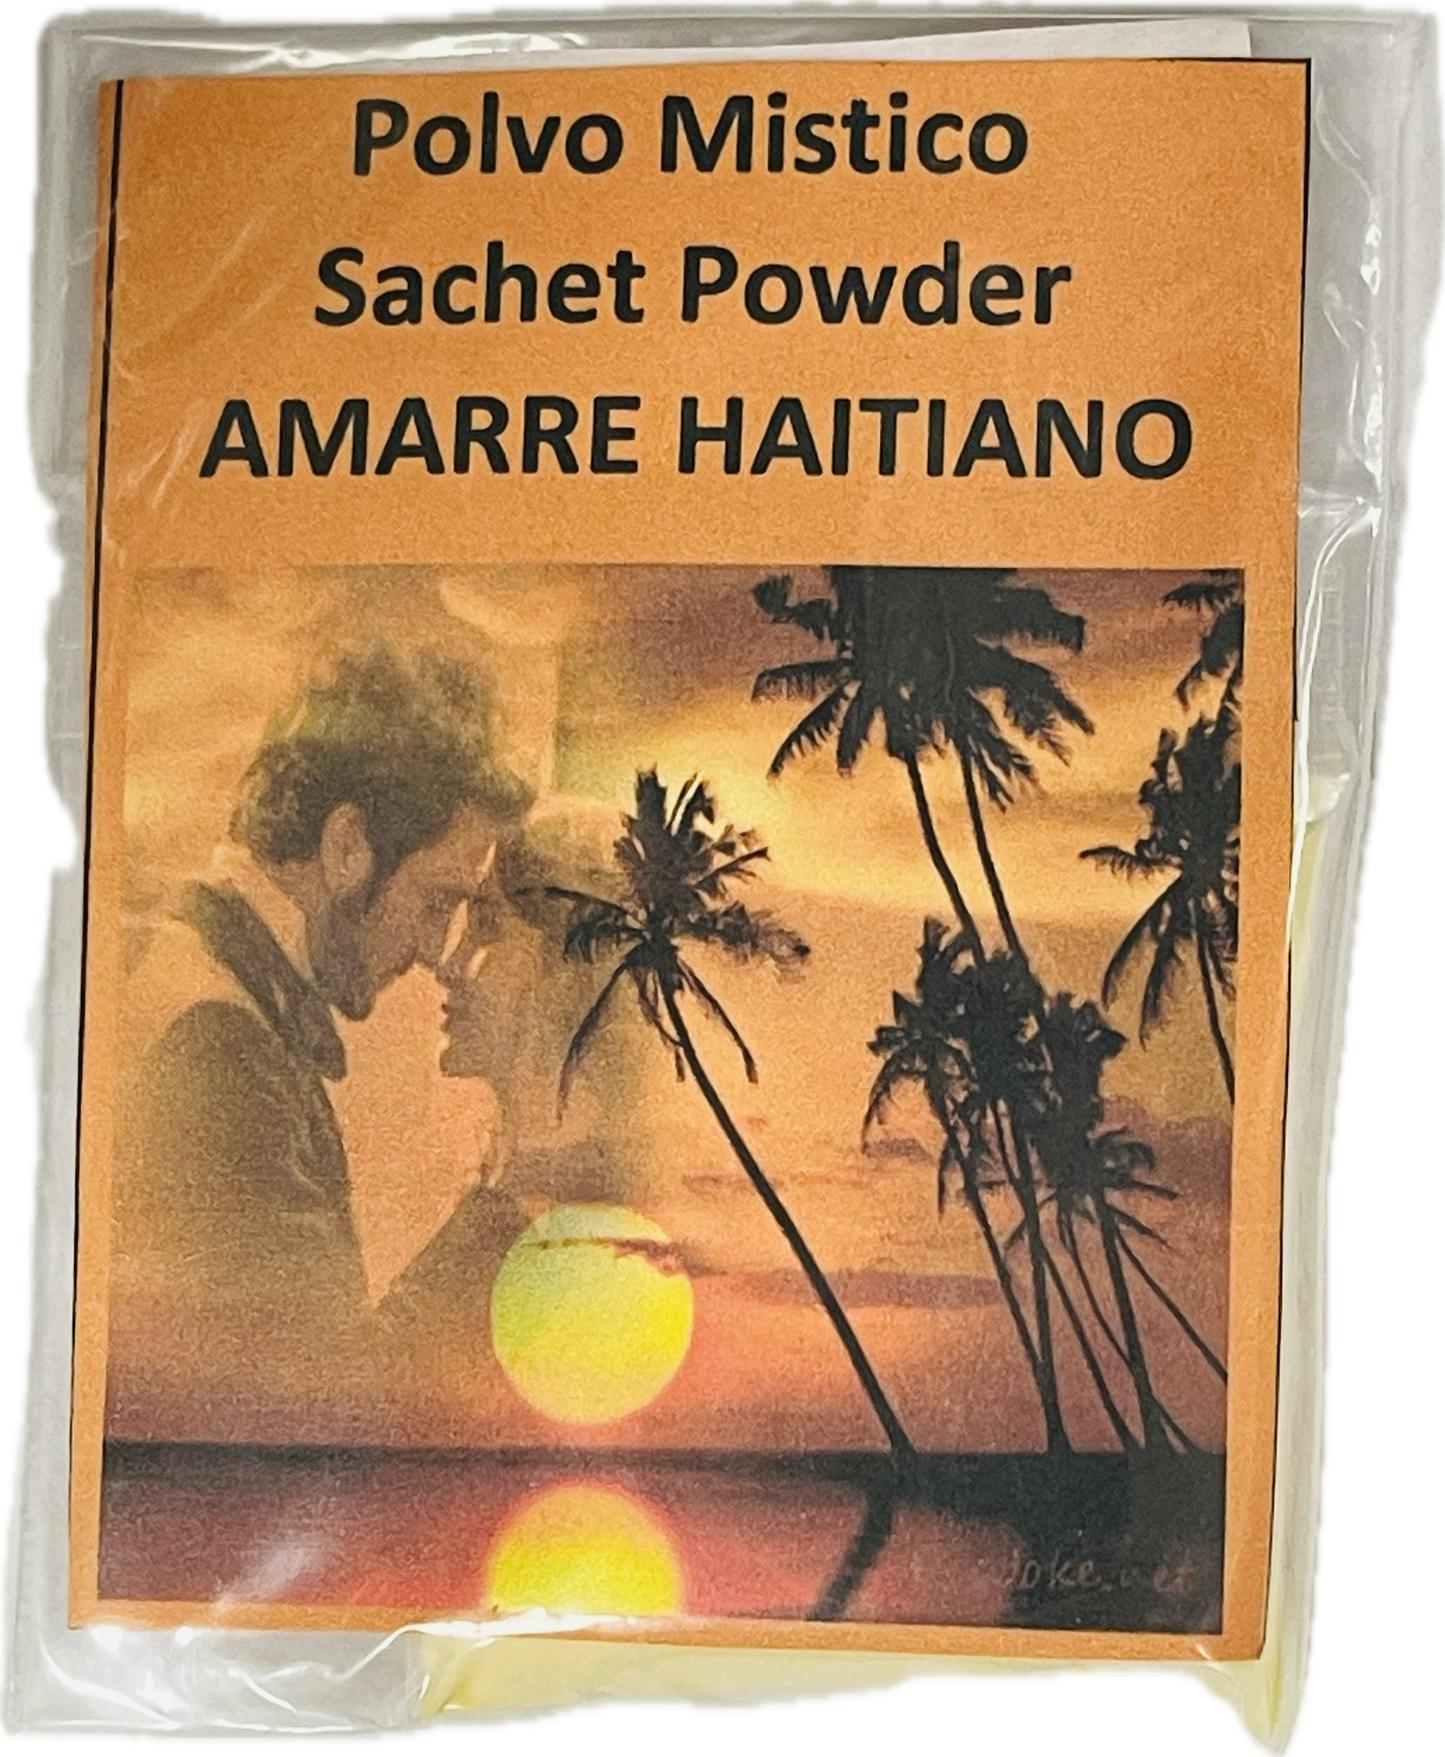 Polvo Mistico
Sachet Powder
AMARRE HAITIANO